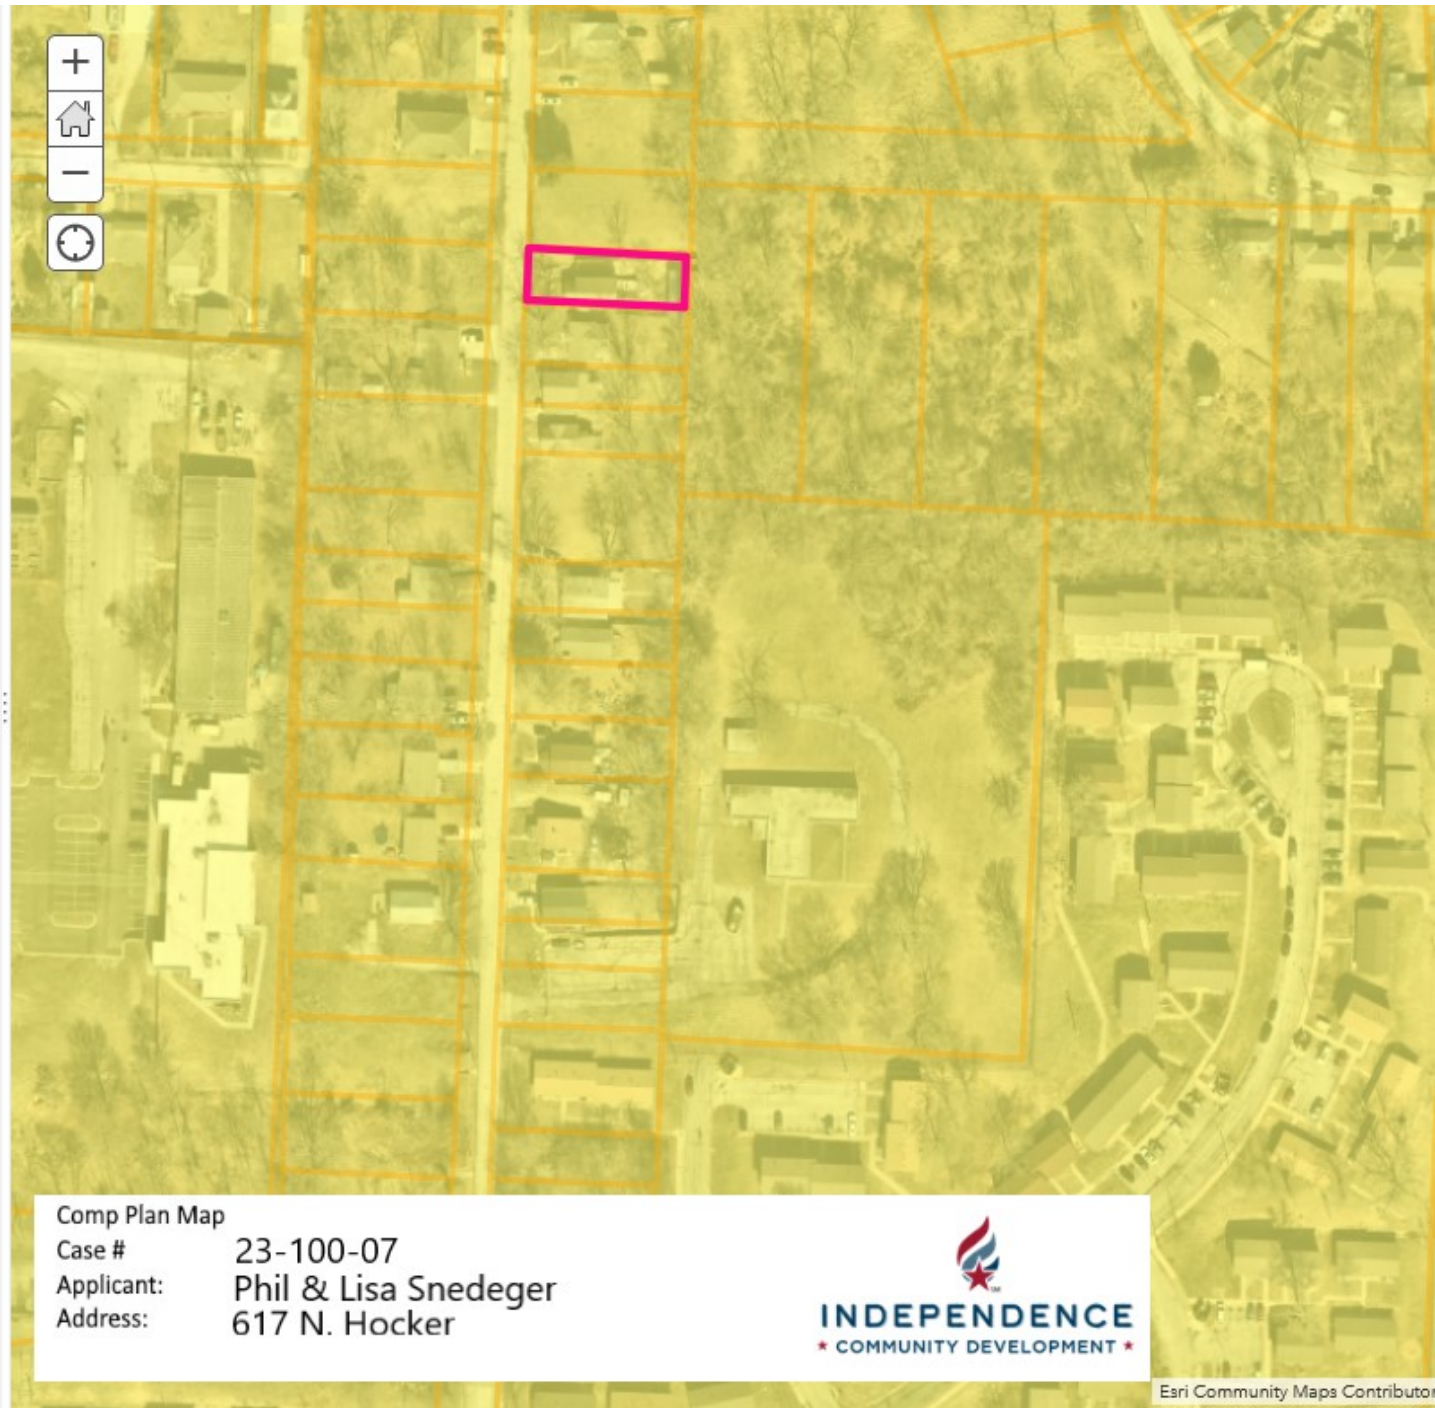 Comp Plan Map
Case # 23-100-07
Applicant: Phil & Lisa Snedeger
Address: 617 N. Hocker
SM
INDEPENDENCE
★ COMMUNITY DEVELOPMENT ★
Esri Community Maps Contributor